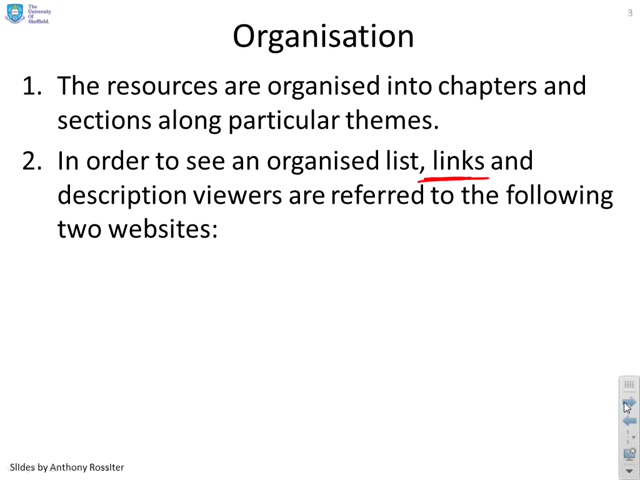 The
University
Of
Sheffield.
3
Organisation
1. The resources are organised into chapters and
sections along particular themes.
2. In order to see an organised list, links and
description viewers are referred to the following
two websites:
Slides by Anthony Rossiter